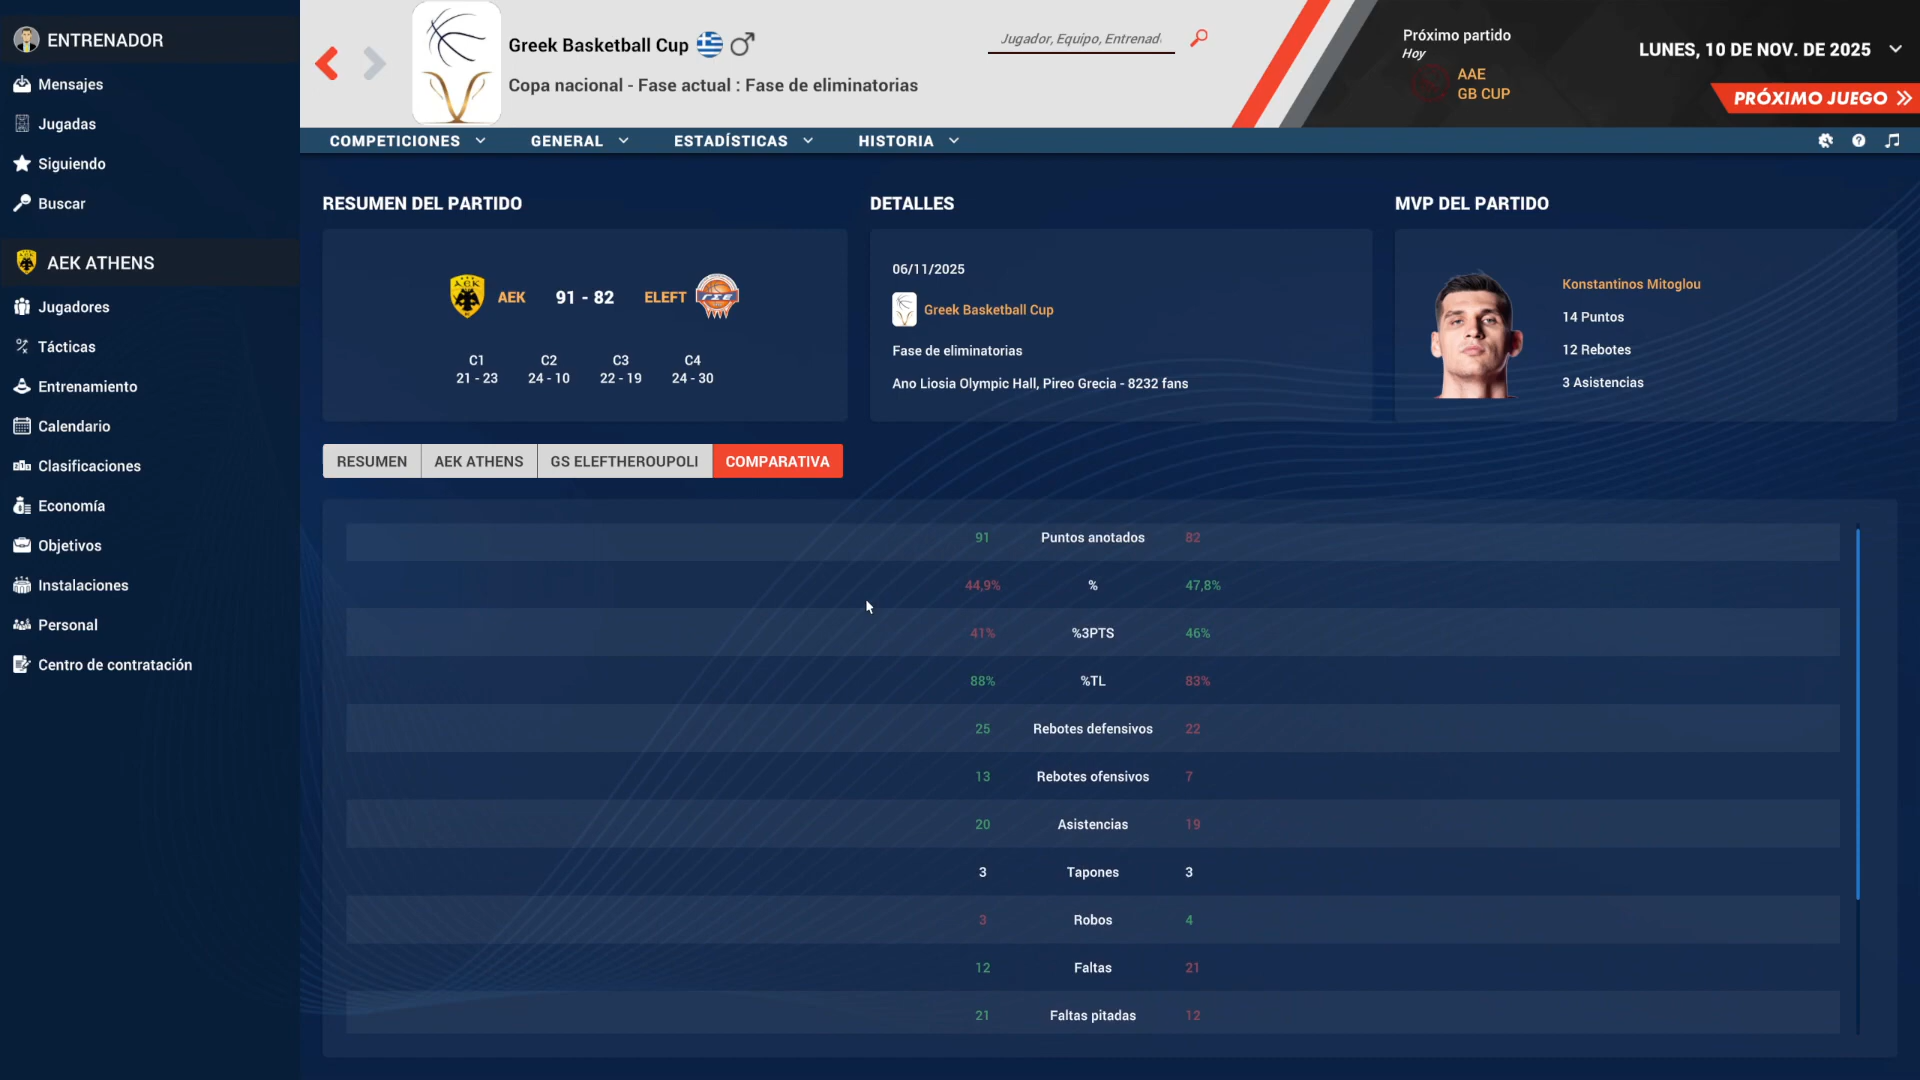 ENTRENADOR
Mensajes
Jugadas
Siguiendo
Buscar
AEK ATHENS
Jugadores
Tácticas
Entrenamiento
Calendario
Clasificaciones
Economía
Objetivos
Instalaciones
Personal
Centro de contratación
Greek Basketball Cup
Copa nacional - Fase actual : Fase de eliminatorias
Jugador, Equipo, Entrenad
Próximo partido
Hoy
AAE
GB CUP
LUNES, 10 DE NOV. DE 2025
PRÓXIMO JUEGO
COMPETICIONES GENERAL ESTADÍSTICAS HISTORIA
RESUMEN DEL PARTIDO
AEK 91 - 82 ELEFT
C1 C2 C3 C4
21 - 23 24 - 10 22 - 19 24 - 30
DETALLES
06/11/2025
Greek Basketball Cup
Fase de eliminatorias
Ano Liosia Olympic Hall, Pireo Grecia - 8232 fans
MVP DEL PARTIDO
Konstantinos Mitoglou
14 Puntos
12 Rebotes
3 Asistencias
RESUMEN AEK ATHENS GS ELEFTHEROUPOLI COMPARATIVA
91 Puntos anotados 82
44,9% % 47,8%
41% %3PTS 46%
88% %TL 83%
25 Rebotes defensivos 22
13 Rebotes ofensivos 7
20 Asistencias 19
3 Tapones 3
3 Robos 4
12 Faltas 21
21 Faltas pitadas 12